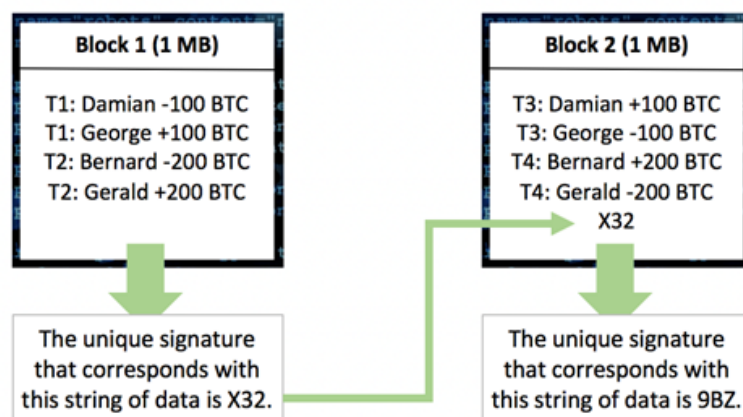 Block 1 (1 MB)
T1: Damian -100 BTC
T1: George +100 BTC
T2: Bernard -200 BTC
T2: Gerald +200 BTC
The unique signature
that corresponds with
this string of data is X32.
Block 2 (1 MB)
T3: Damian +100 BTC
T3: George -100 BTC
T4: Bernard +200 BTC
T4: Gerald -200 BTC
X32
The unique signature
that corresponds with
this string of data is 9BZ.